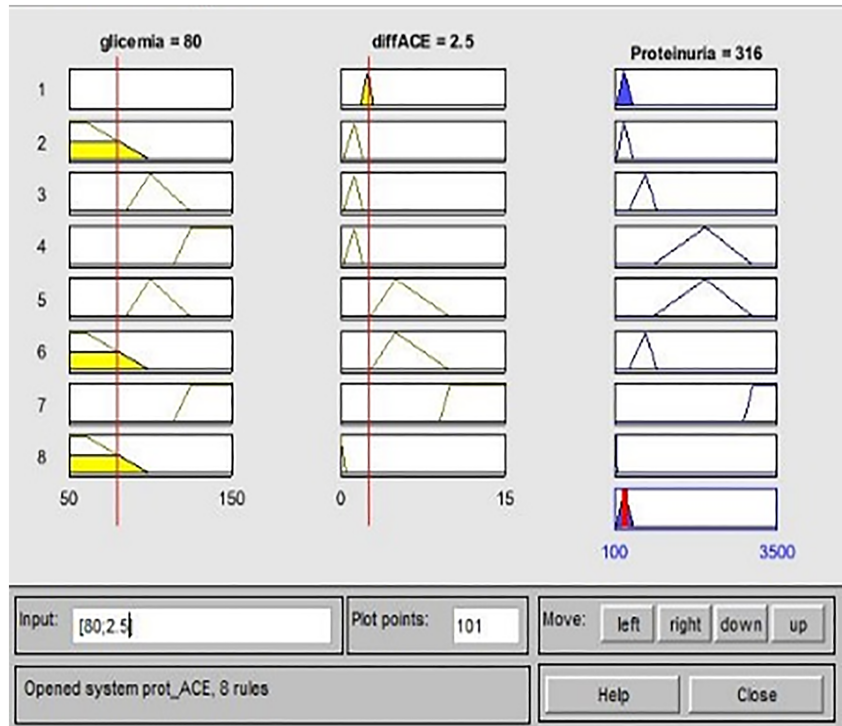 glicemia = 80
diffACE = 2.5
Proteinuria = 316
1
2
3
4
5
6
7
8
50 150
0 15
100 3500
Input: [80;2.5]
Plot points: 101
Move: left right down up
Opened system prot_ACE, 8 rules
Help Close